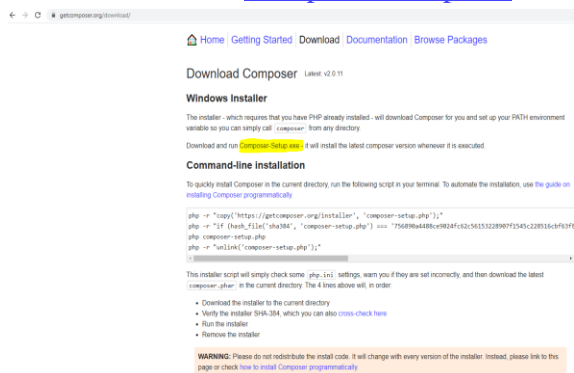 getcomposer.org/download/
Home Getting Started Download Documentation Browse Packages
Download Composer Latest: v2.0.11
Windows Installer
The installer - which requires that you have PHP already installed - will download Composer for you and set up your PATH environment
variable so you can simply call composer from any directory.
Download and run Composer-Setup.exe - it will install the latest composer version whenever it is executed.
Command-line installation
To quickly install Composer in the current directory, run the following script in your terminal. To automate the installation, use the guide on
installing Composer programmatically.
php -r "copy('https://getcomposer.org/installer', 'composer-setup.php');"
php -r "if (hash_file('sha384', 'composer-setup.php') ===
php composer-setup.php
php -r "unlink('composer-setup.php');"
This installer script will simply check some php.ini settings, warn you if they are set incorrectly, and then download the latest
composer.phar in the current directory. The 4 lines above will, in order:
• Download the installer to the current directory
• Verify the installer SHA-384, which you can also cross-check here
• Run the installer
• Remove the installer
WARNING: Please do not redistribute the install code. It will change with every version of the installer. Instead, please link to this
page or check how to install Composer programmatically.